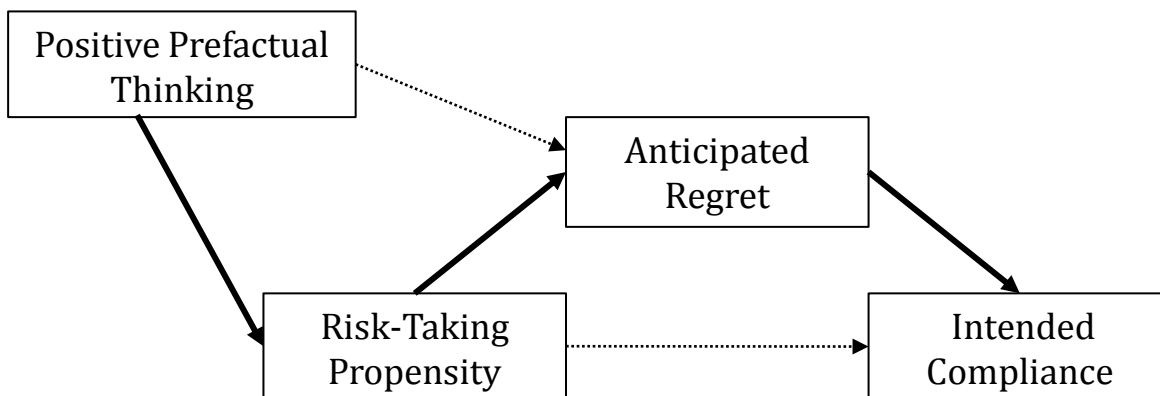 Positive Prefactual
Thinking
Anticipated
Regret
Risk-Taking
Propensity
Intended
Compliance